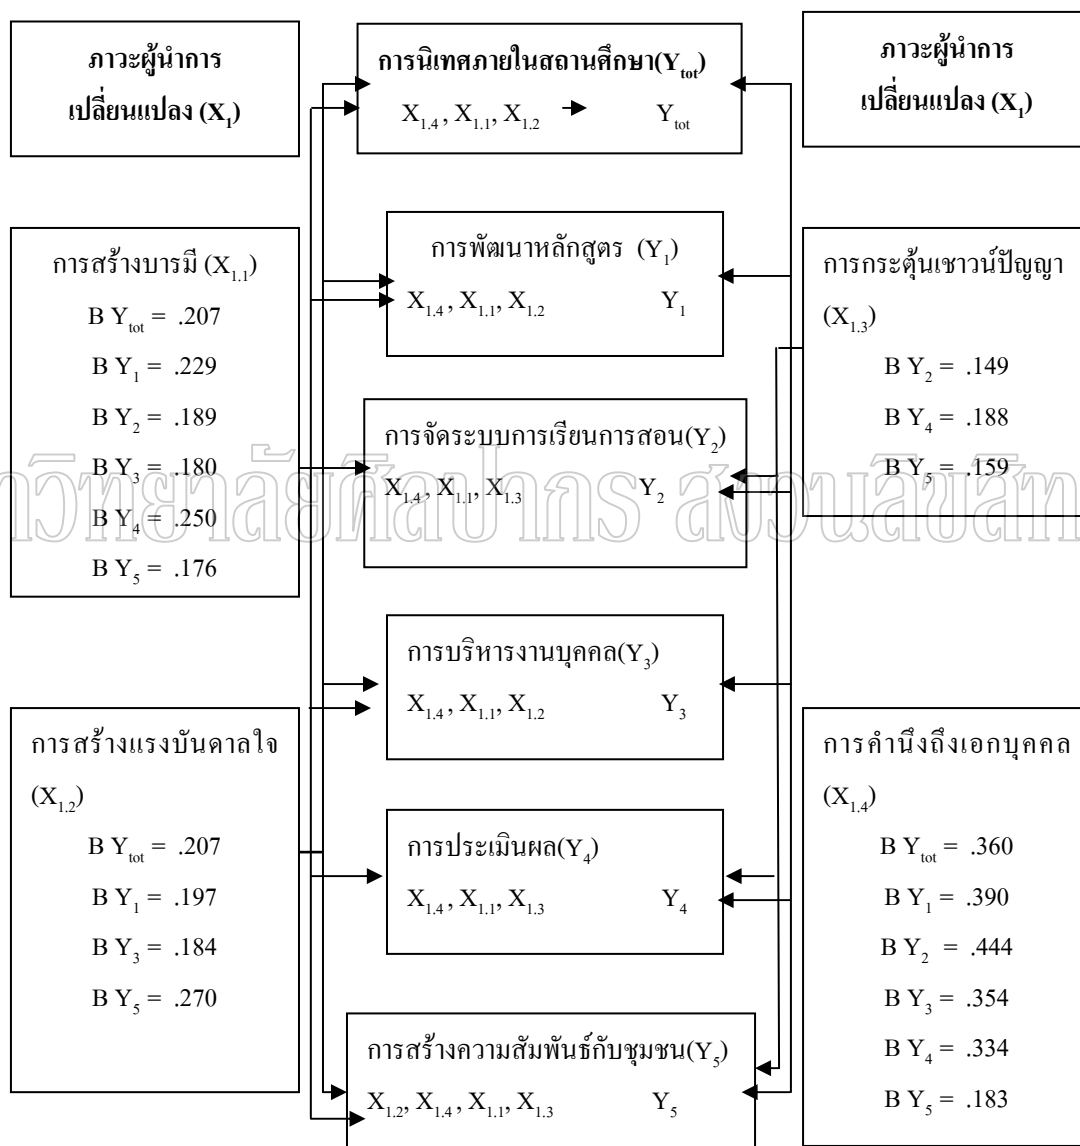 ภาวะผู้นำการ
เปลี่ยนแปลง (X1)
การนิเทศภายในสถานศึกษา(Ytot)
X1.4 , X1.1, X1.2 Ytot
ภาวะผู้นำการ
เปลี่ยนแปลง (X1)
การสร้างบารมี (X1.1)
B Ytot = .207
B Y1 = .229
B Y2 = .189
B Y3 = .180
B Y4 = .250
B Y5 = .176
การพัฒนาหลักสูตร (Y1)
X1.4 , X1.1, X1.2 Y1
การกระตุ้นเชาวน์ปัญญา
(X1.3)
B Y2 = .149
B Y4 = .188
B Y5 = .159
การจัดระบบการเรียนการสอน(Y2)
X1.4, X1.1, X1.3 Y2
การบริหารงานบุคคล(Y3)
X1.4 , X1.1, X1.2 Y3
การสร้างแรงบันดาลใจ
(X1.2)
B Ytot = .207
B Y1 = .197
B Y3 = .184
B Y5 = .270
การประเมินผล(Y4)
X1.4 , X1.1, X1.3 Y4
การคำนึงถึงเอกบุคคล
(X1.4)
B Ytot = .360
B Y1 = .390
B Y2 = .444
B Y3 = .354
B Y4 = .334
B Y5 = .183
การสร้างความสัมพันธ์กับชุมชน(Y5)
X1.2, X1.4 , X1.1, X1.3 Y5